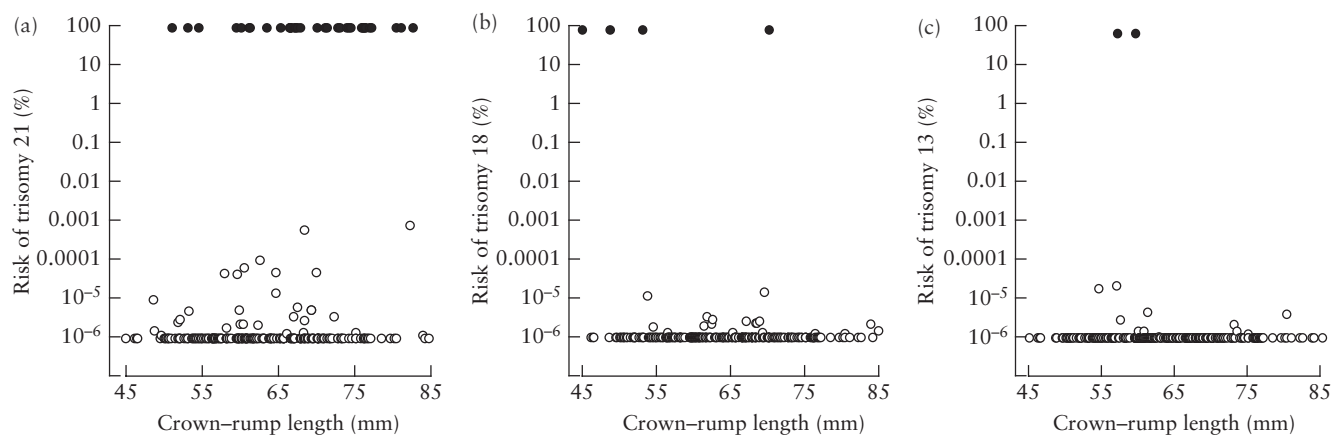 (a)
Risk of trisomy 21 (%)
100
10
1
0.1
0.01
0.001
0.0001
10⁻⁵
10⁻⁶
45 55 65 75 85
Crown–rump length (mm)
(b)
Risk of trisomy 18 (%)
100
10
1
0.1
0.01
0.001
0.0001
10⁻⁵
10⁻⁶
45 55 65 75 85
Crown–rump length (mm)
(c)
Risk of trisomy 13 (%)
100
10
1
0.1
0.01
0.001
0.0001
10⁻⁵
10⁻⁶
45 55 65 75 85
Crown–rump length (mm)